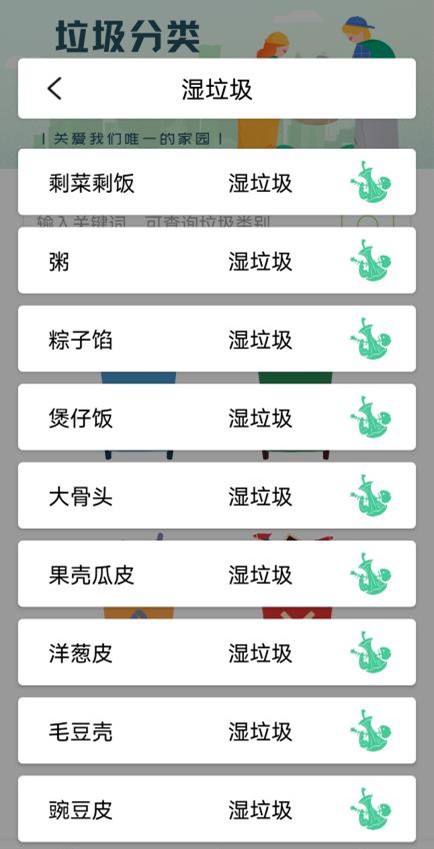 垃圾分类
湿垃圾
关爱我们唯一的家园
剩菜剩饭 湿垃圾
输入关键词，可查询垃圾类别
粥 湿垃圾
粽子馅 湿垃圾
煲仔饭 湿垃圾
大骨头 湿垃圾
果壳瓜皮 湿垃圾
洋葱皮 湿垃圾
毛豆壳 湿垃圾
豌豆皮 湿垃圾